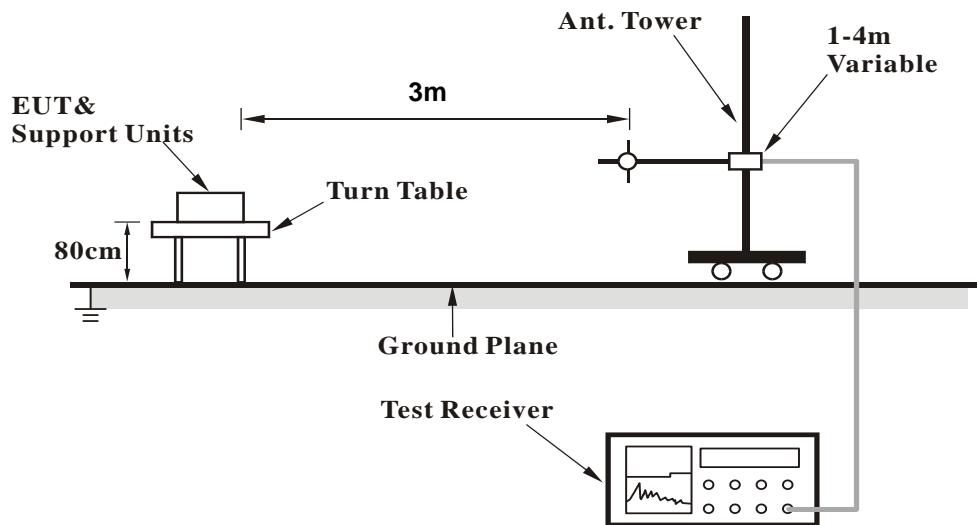 Ant. Tower
1-4m
Variable
3m
EUT&
Support Units
Turn Table
80cm
Ground Plane
Test Receiver